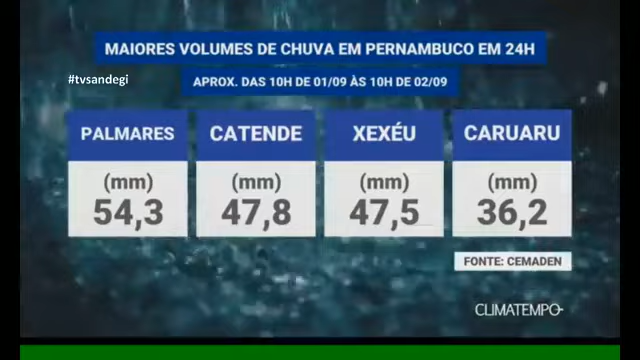 MAIORES VOLUMES DE CHUVA EM PERNAMBUCO EM 24H
#tvsandegi
APROX. DAS 10H DE 01/09 ÀS 10H DE 02/09
PALMARES CATENDE XEXÉU CARUARU
(mm) (mm) (mm) (mm)
54,3 47,8 47,5 36,2
FONTE: CEMADEN
CLIMATEMPO